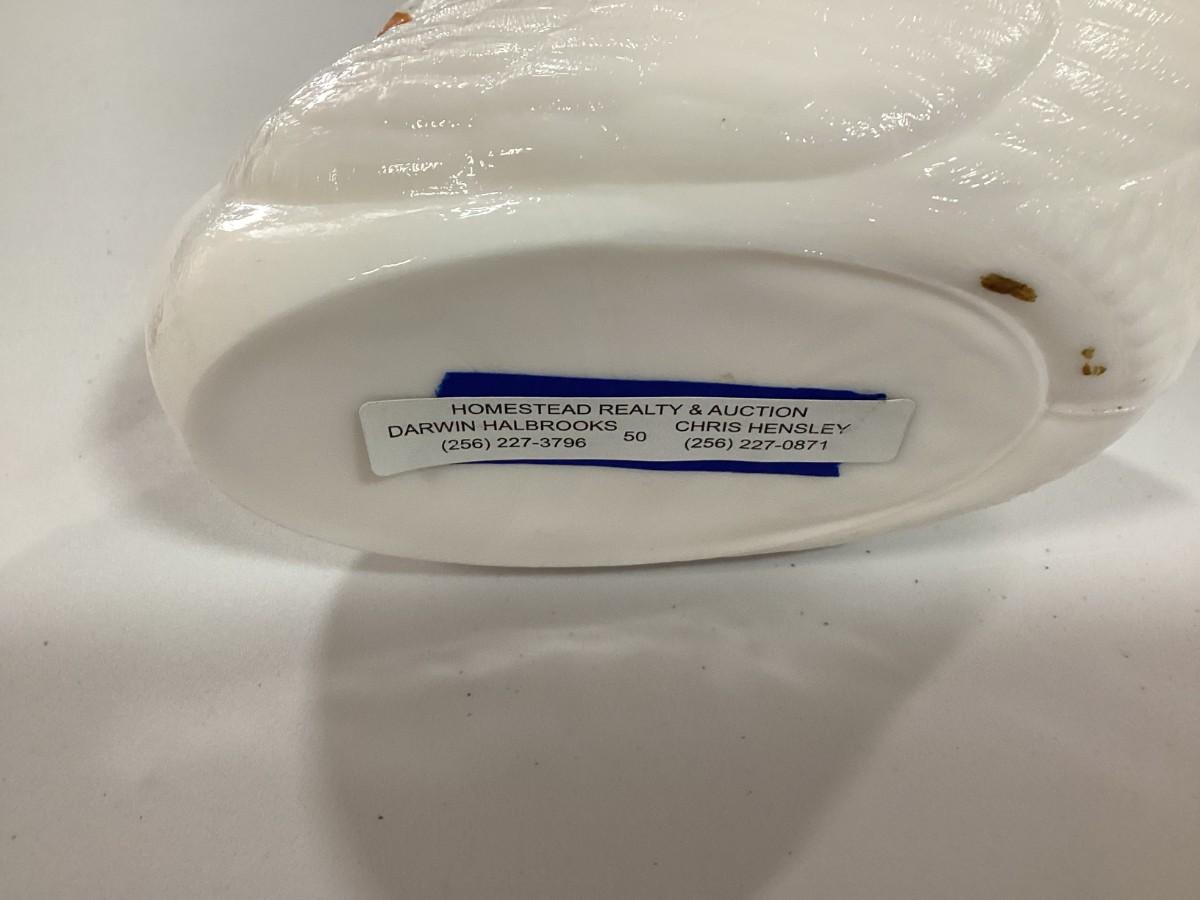 HOMESTEAD REALTY & AUCTION
DARWIN HALBROOKS 50 CHRIS HENSLEY
(256) 227-3796 (256) 227-0871